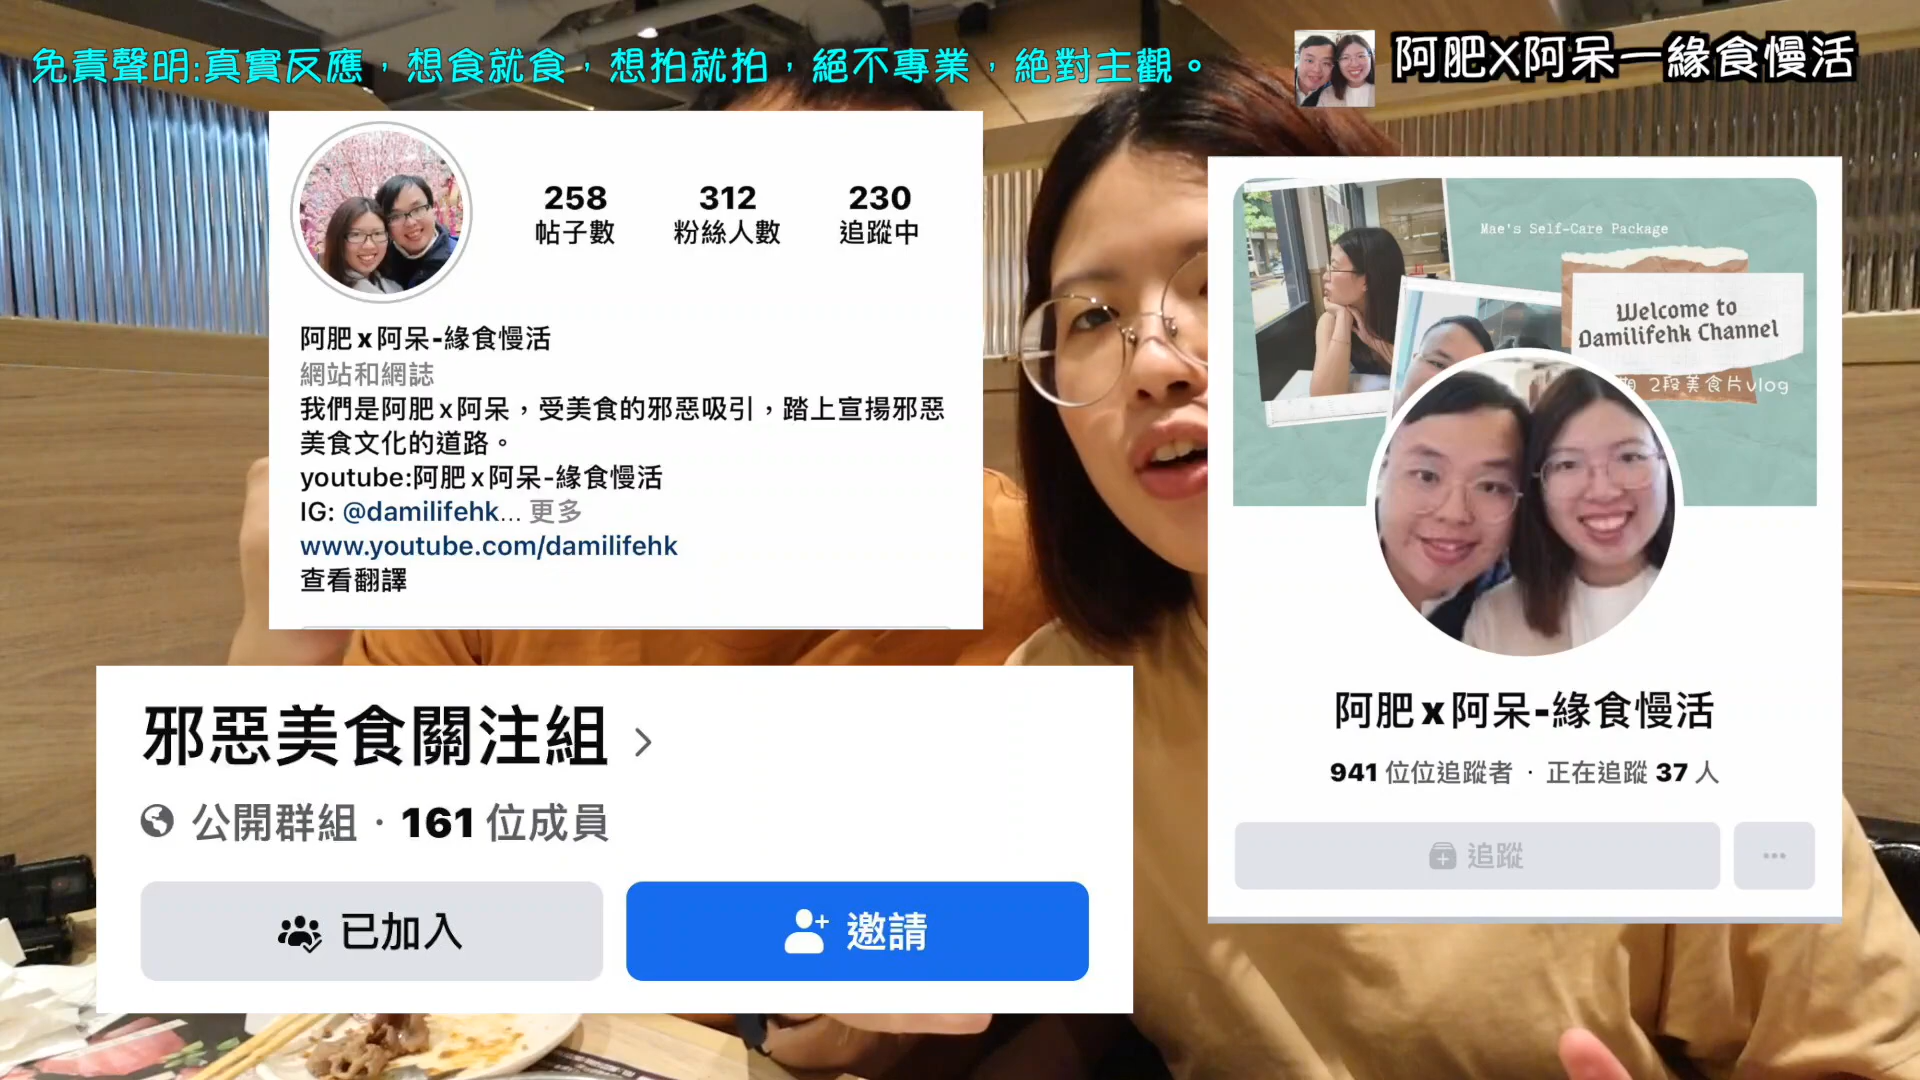 免責聲明:真實反應，想食就食，想拍就拍，絕不專業，絕對主觀。
阿肥X阿呆一緣食慢活
258
312
230
帖子數
粉絲人數
追蹤中
阿肥x阿呆-緣食慢活
網站和網誌
我們是阿肥x阿呆，受美食的邪惡吸引，踏上宣揚邪惡
美食文化的道路。
youtube:阿肥x阿呆-緣食慢活
IG: @damilifehk... 更多
www.youtube.com/damilifehk
查看翻譯
Mae's Self-Care Package
Welcome to
Damilifehk Channel
2段美食片vlog
阿肥x阿呆-緣食慢活
941 位位追蹤者 · 正在追蹤 37 人
追蹤
邪惡美食關注組
公開群組 · 161 位成員
已加入
邀請